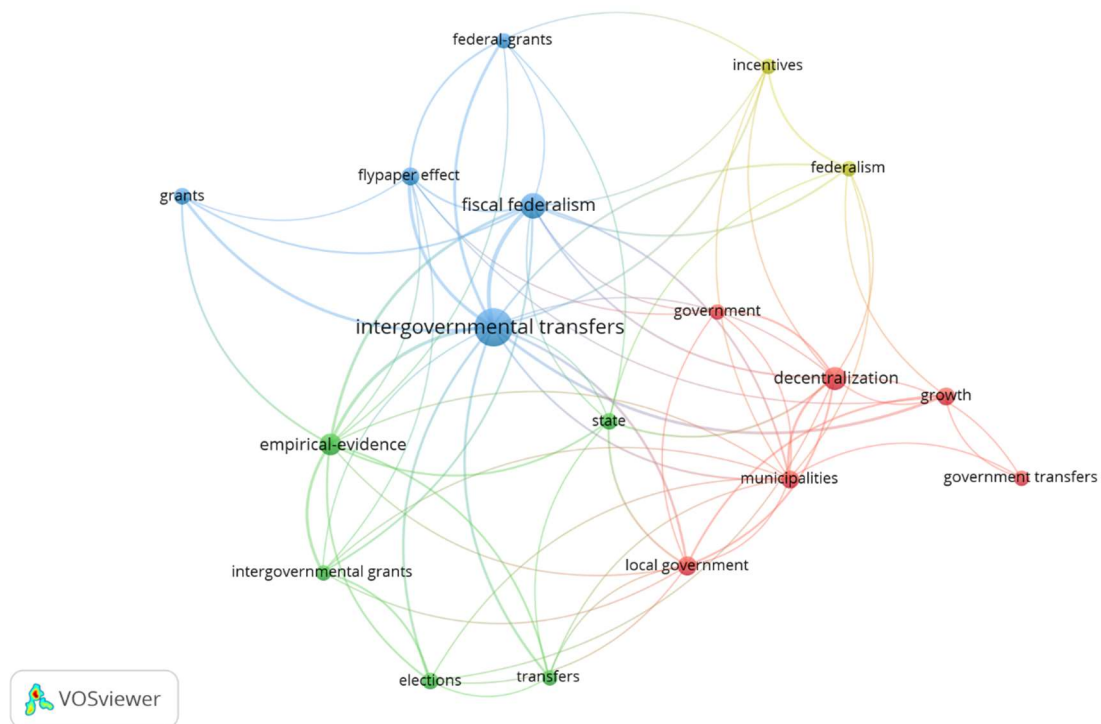 federal-grants
incentives
federalism
flypaper effect
grants
fiscal federalism
government
intergovernmental transfers
decentralization
growth
state
empirical-evidence
municipalities
government transfers
local government
intergovernmental grants
transfers
elections
VOSviewer